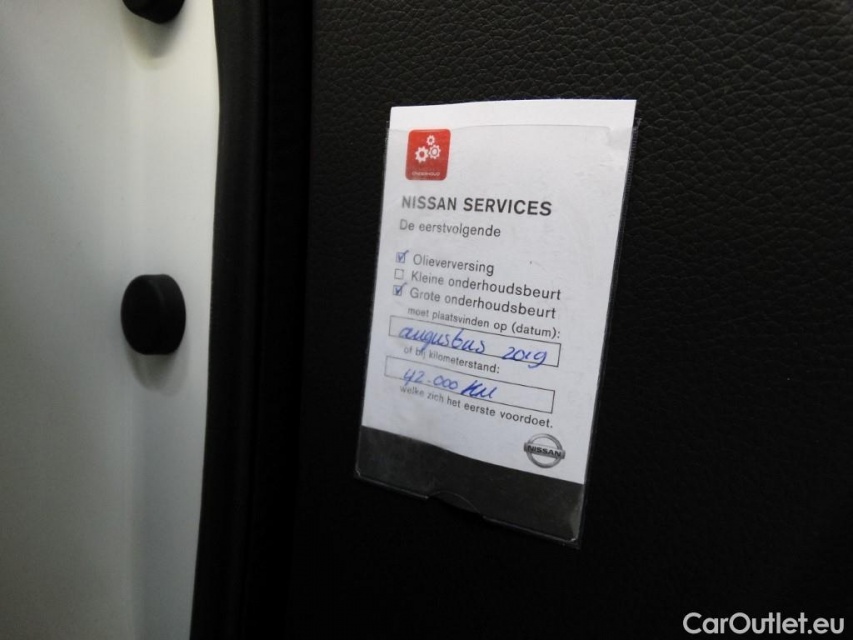 NISSAN SERVICES
De eerstvolgende
Olieverversing
Kleine onderhoudsbeurt
Grote onderhoudsbeurt
moet plaatsvinden op (datum):
augustus 2019
of bij kilometerstand:
42.000 km
welke zich het eerste voordoet.
NISSAN
CarOutlet.eu